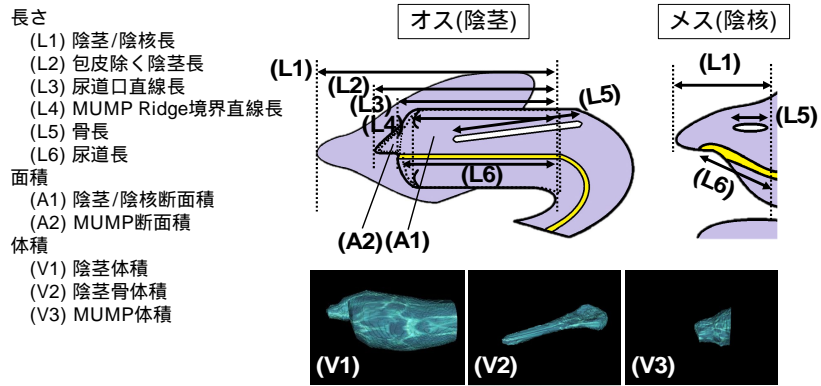 長さ
(L1) 陰茎/陰核長
(L2) 包皮除く陰茎長
(L3) 尿道口直線長
(L4) MUMP Ridge境界直線長
(L5) 骨長
(L6) 尿道長
面積
(A1) 陰茎/陰核断面積
(A2) MUMP断面積
体積
(V1) 陰茎体積
(V2) 陰茎骨体積
(V3) MUMP体積
オス(陰茎)
(L1)
(L2)
(L3)
(L4)
(L5)
(L6)
(A2)
(A1)
メス(陰核)
(L1)
(L5)
(L6)
(V1)
(V2)
(V3)